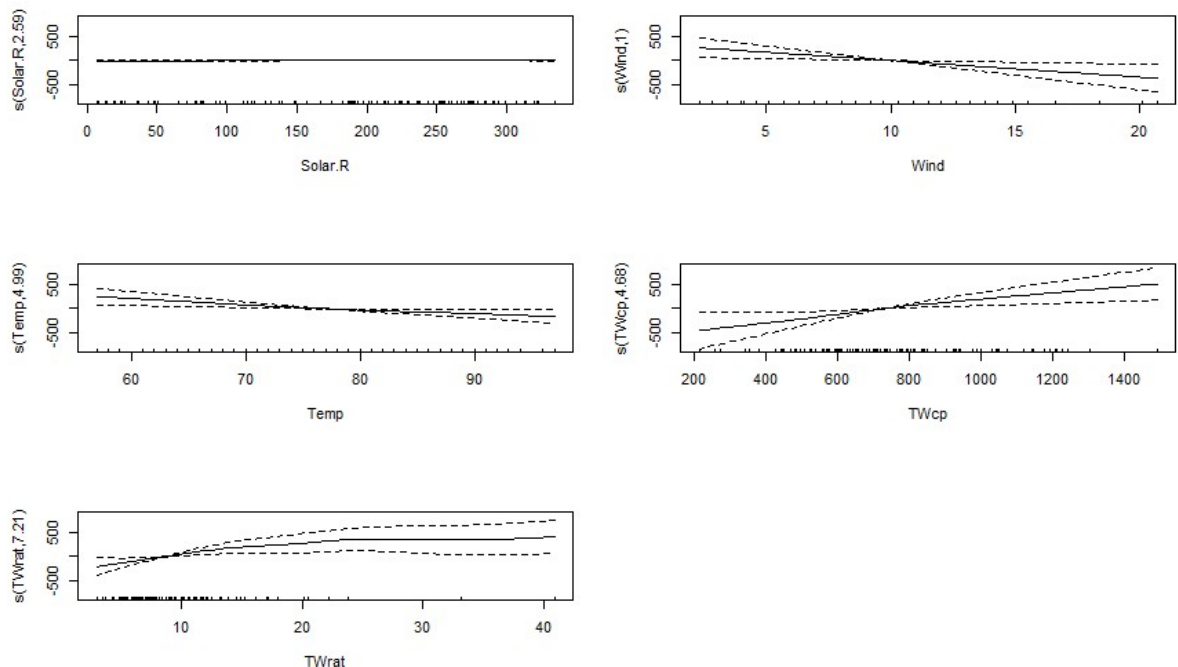 s(Solar.R,2.59)
500
-500
0 50 100 150 200 250 300
Solar.R
s(Wind,1)
500
-500
5 10 15 20
Wind
s(Temp,4.99)
500
-500
60 70 80 90
Temp
s(TWcp,4.68)
500
-500
200 400 600 800 1000 1200 1400
TWcp
s(TWrat,7.21)
500
-500
10 20 30 40
TWrat